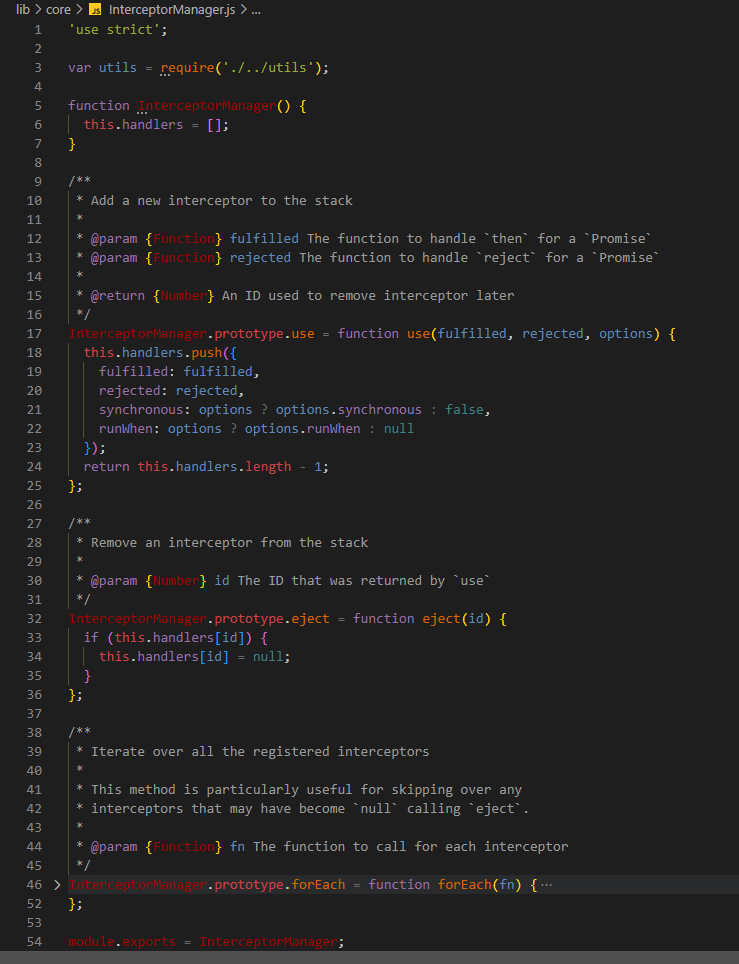 lib > core > JS InterceptorManager.js > ...
1 'use strict';
2
3 var utils = require('./../utils');
4
5 function InterceptorManager() {
6   this.handlers = [];
7 }
8
9 /**
10  * Add a new interceptor to the stack
11  *
12  * @param {Function} fulfilled The function to handle `then` for a `Promise`
13  * @param {Function} rejected The function to handle `reject` for a `Promise`
14  *
15  * @return {Number} An ID used to remove interceptor later
16  */
17 InterceptorManager.prototype.use = function use(fulfilled, rejected, options) {
18   this.handlers.push({
19     fulfilled: fulfilled,
20     rejected: rejected,
21     synchronous: options ? options.synchronous : false,
22     runWhen: options ? options.runWhen : null
23   });
24   return this.handlers.length - 1;
25 };
26
27 /**
28  * Remove an interceptor from the stack
29  *
30  * @param {Number} id The ID that was returned by `use`
31  */
32 InterceptorManager.prototype.eject = function eject(id) {
33   if (this.handlers[id]) {
34     this.handlers[id] = null;
35   }
36 };
37
38 /**
39  * Iterate over all the registered interceptors
40  *
41  * This method is particularly useful for skipping over any
42  * interceptors that may have become `null` calling `eject`.
43  *
44  * @param {Function} fn The function to call for each interceptor
45  */
46 > InterceptorManager.prototype.forEach = function forEach(fn) {···
52 };
53
54 module.exports = InterceptorManager;